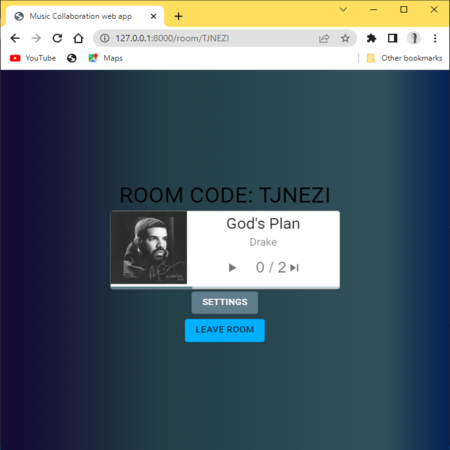 Music Collaboration web app
127.0.0.1:8000/room/TJNEZI
YouTube
Maps
Other bookmarks
ROOM CODE: TJNEZI
God's Plan
Drake
0 / 2
SETTINGS
LEAVE ROOM